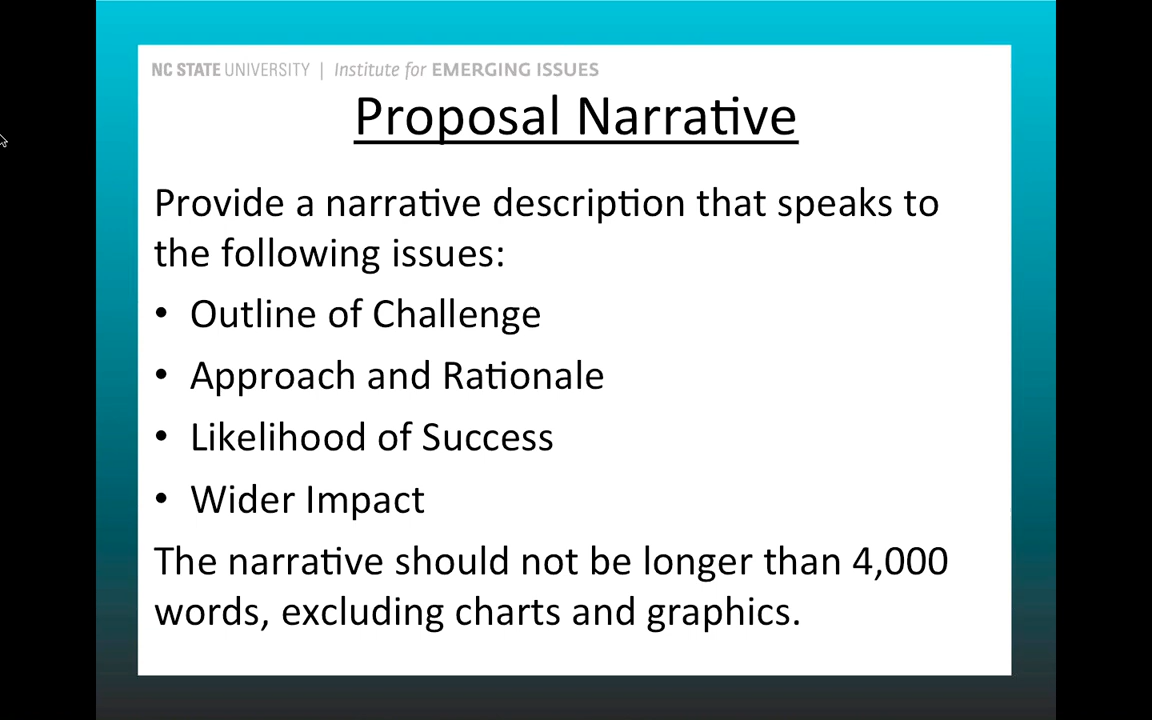 NC STATE UNIVERSITY | Institute for EMERGING ISSUES
Proposal Narrative
Provide a narrative description that speaks to
the following issues:
• Outline of Challenge
• Approach and Rationale
• Likelihood of Success
• Wider Impact
The narrative should not be longer than 4,000
words, excluding charts and graphics.